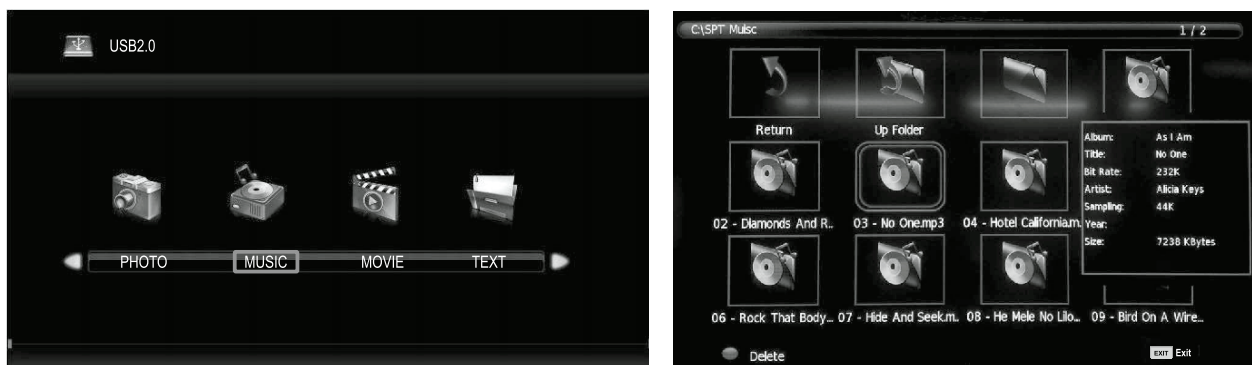 USB2.0
PHOTO MUSIC MOVIE TEXT
C:\SPT Muisc 1 / 2
Return Up Folder
Album: As I Am
Title: No One
Bit Rate: 232K
Artist: Alicia Keys
Sampling: 44K
Year:
Size: 7238 KBytes
02 - Diamonds And R.. 03 - No One.mp3 04 - Hotel California.m.
06 - Rock That Body... 07 - Hide And Seek.m.. 08 - He Mele No Lilo... 09 - Bird On A Wire...
Delete EXIT Exit